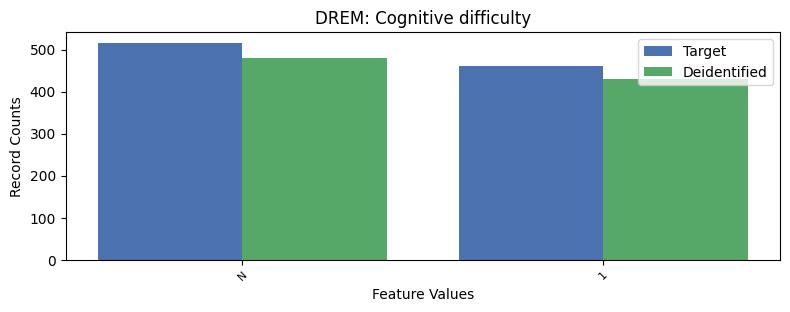 DREM: Cognitive difficulty
Target
Deidentified
Record Counts
500
400
300
200
100
0
N
1
Feature Values